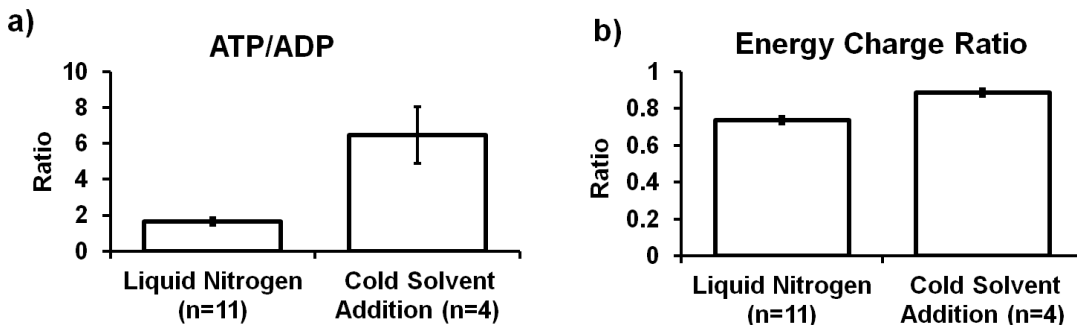 a)
ATP/ADP
10
8
6
4
2
0
Ratio
Liquid Nitrogen
(n=11)
Cold Solvent
Addition (n=4)
b)
Energy Charge Ratio
1
0.8
0.6
0.4
0.2
0
Ratio
Liquid Nitrogen
(n=11)
Cold Solvent
Addition (n=4)